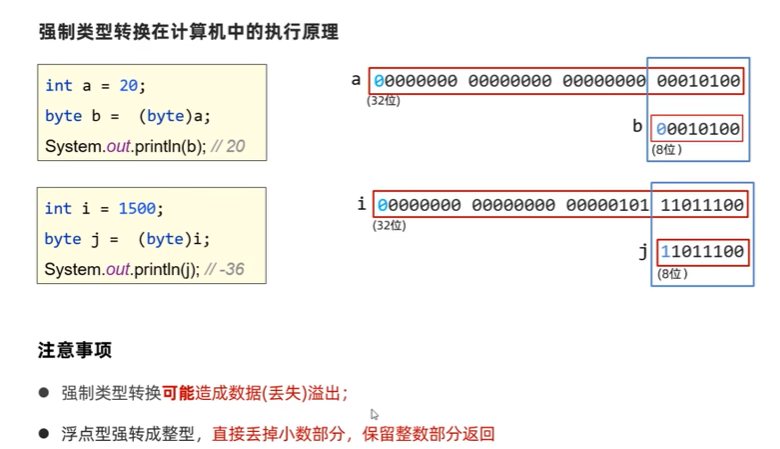 强制类型转换在计算机中的执行原理
int a = 20;
byte b = (byte)a;
System.out.println(b); // 20
a 00000000 00000000 00000000 00010100
(32位)
b 00010100
(8位)
int i = 1500;
byte j = (byte)i;
System.out.println(j); // -36
i 00000000 00000000 00000101 11011100
(32位)
j 11011100
(8位)
注意事项
● 强制类型转换可能造成数据(丢失)溢出；
● 浮点型强转成整型，直接丢掉小数部分，保留整数部分返回